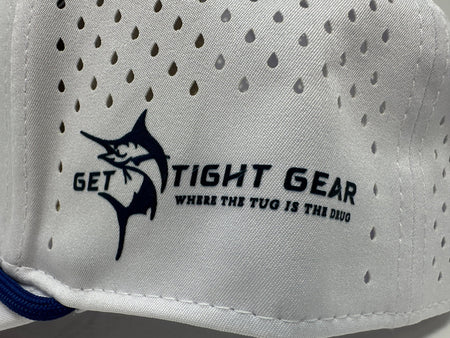 GET TIGHT GEAR
WHERE THE TUG IS THE DRUG